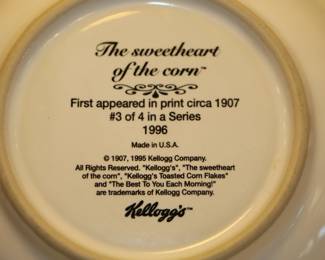 The sweetheart
of the corn™
First appeared in print circa 1907
#3 of 4 in a Series
1996
Made in U.S.A.
© 1907, 1995 Kellogg Company.
All Rights Reserved. "Kellogg's", "The sweetheart
of the corn", "Kellogg's Toasted Corn Flakes"
and "The Best To You Each Morning!"
are trademarks of Kellogg Company.
Kellogg's™